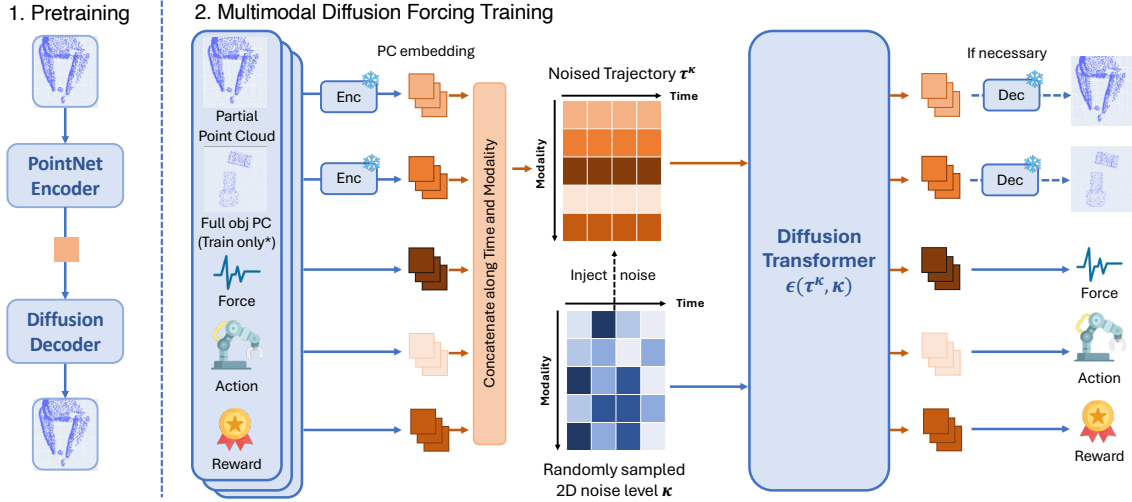 1. Pretraining
PointNet
Encoder
Diffusion
Decoder
2. Multimodal Diffusion Forcing Training
Partial
Point Cloud
Full obj PC
(Train only*)
Force
Action
Reward
PC embedding
Enc
Enc
Concatenate along Time and Modality
Noised Trajectory τ^κ
Time
Modality
Inject noise
Time
Modality
Randomly sampled
2D noise level κ
Diffusion
Transformer
ϵ(τ^κ, κ)
If necessary
Dec
Dec
Force
Action
Reward